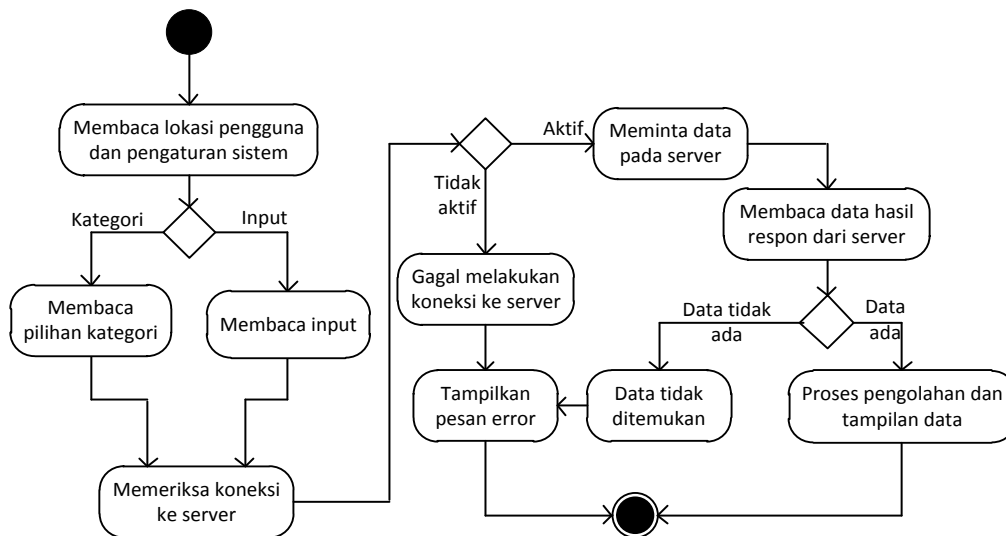 Membaca lokasi pengguna
dan pengaturan sistem
Kategori
Input
Membaca
pilihan kategori
Membaca input
Memeriksa koneksi
ke server
Aktif
Tidak
aktif
Meminta data
pada server
Membaca data hasil
respon dari server
Gagal melakukan
koneksi ke server
Data tidak
ada
Data
ada
Tampilkan
pesan error
Data tidak
ditemukan
Proses pengolahan dan
tampilan data